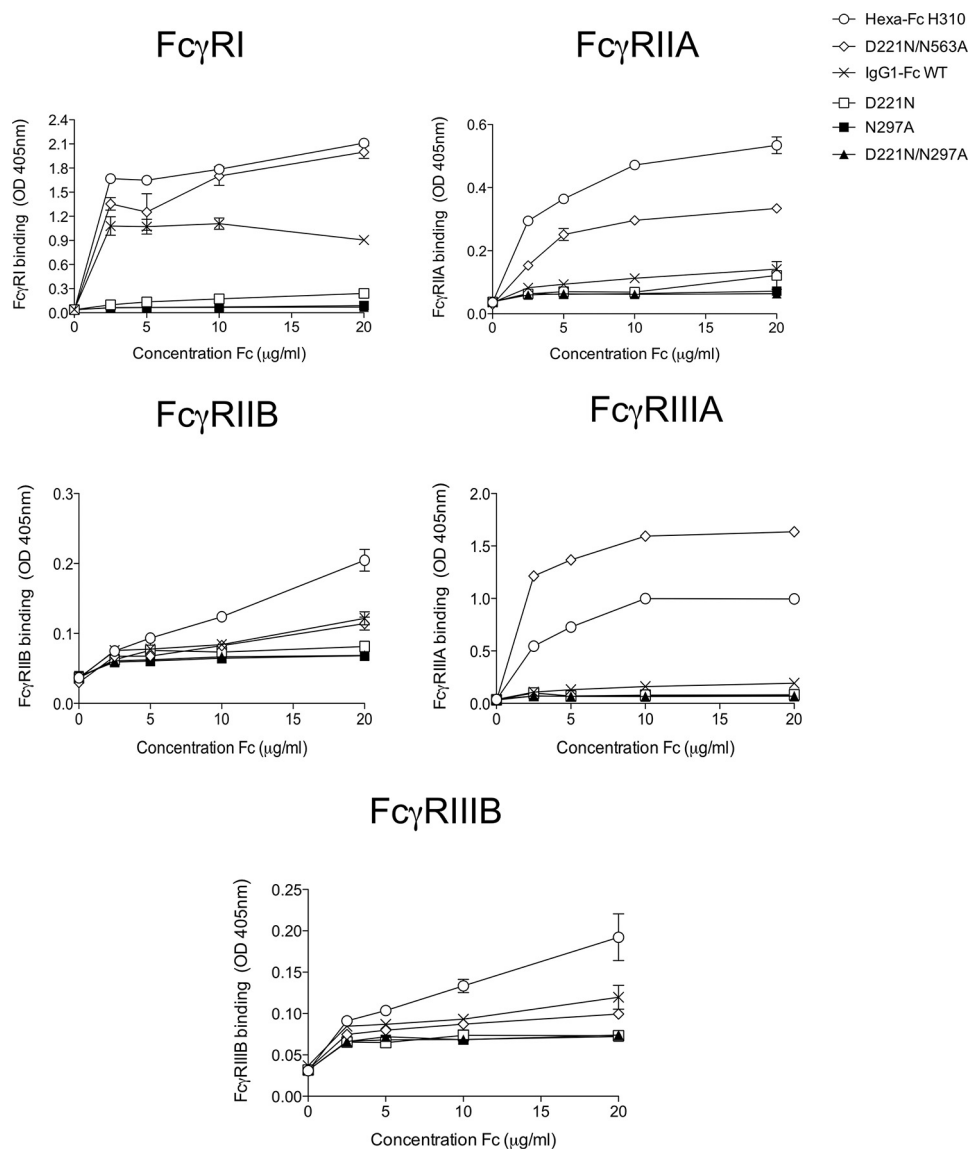 FcγRI
FcγRIIA
Hexa-Fc H310
D221N/N563A
IgG1-Fc WT
D221N
N297A
D221N/N297A
FcγRI binding (OD 405nm)
2.4
2.1
1.8
1.5
1.2
0.9
0.6
0.3
0.0
0 5 10 15 20
Concentration Fc (μg/ml)
FcγRIIA binding (OD 405nm)
0.6
0.4
0.2
0.0
0 5 10 15 20
Concentration Fc (μg/ml)
FcγRIIB
FcγRIIIA
FcγRIIB binding (OD 405nm)
0.3
0.2
0.1
0.0
0 5 10 15 20
Concentration Fc (μg/ml)
FcγRIIIA binding (OD 405nm)
2.0
1.5
1.0
0.5
0.0
0 5 10 15 20
Concentration Fc (μg/ml)
FcγRIIIB
FcγRIIIB binding (OD 405nm)
0.25
0.20
0.15
0.10
0.05
0.00
0 5 10 15 20
Concentration Fc (μg/ml)